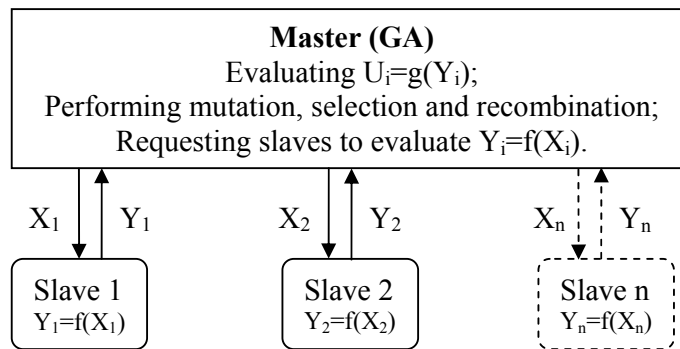 Master (GA)
Evaluating Uᵢ=g(Yᵢ);
Performing mutation, selection and recombination;
Requesting slaves to evaluate Yᵢ=f(Xᵢ).
X₁ Y₁ X₂ Y₂ Xₙ Yₙ
Slave 1 Slave 2 Slave n
Y₁=f(X₁) Y₂=f(X₂) Yₙ=f(Xₙ)